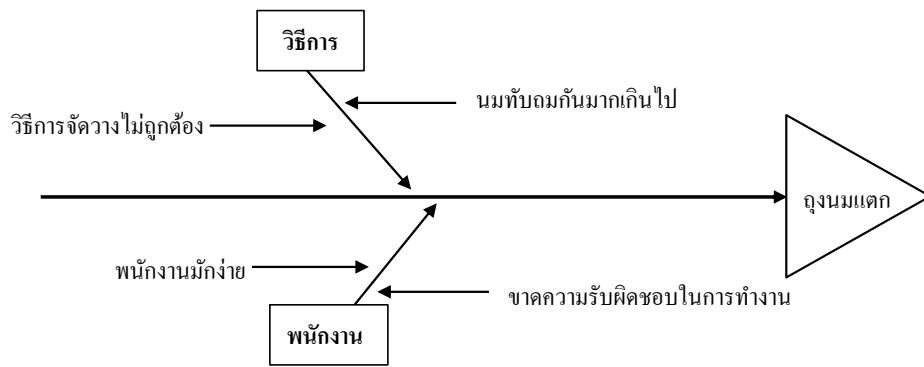 วิธีการ
นมทับถมกันมากเกินไป
วิธีการจัดวางไม่ถูกต้อง
ถุงนมแตก
พนักงานมักง่าย
ขาดความรับผิดชอบในการทำงาน
พนักงาน